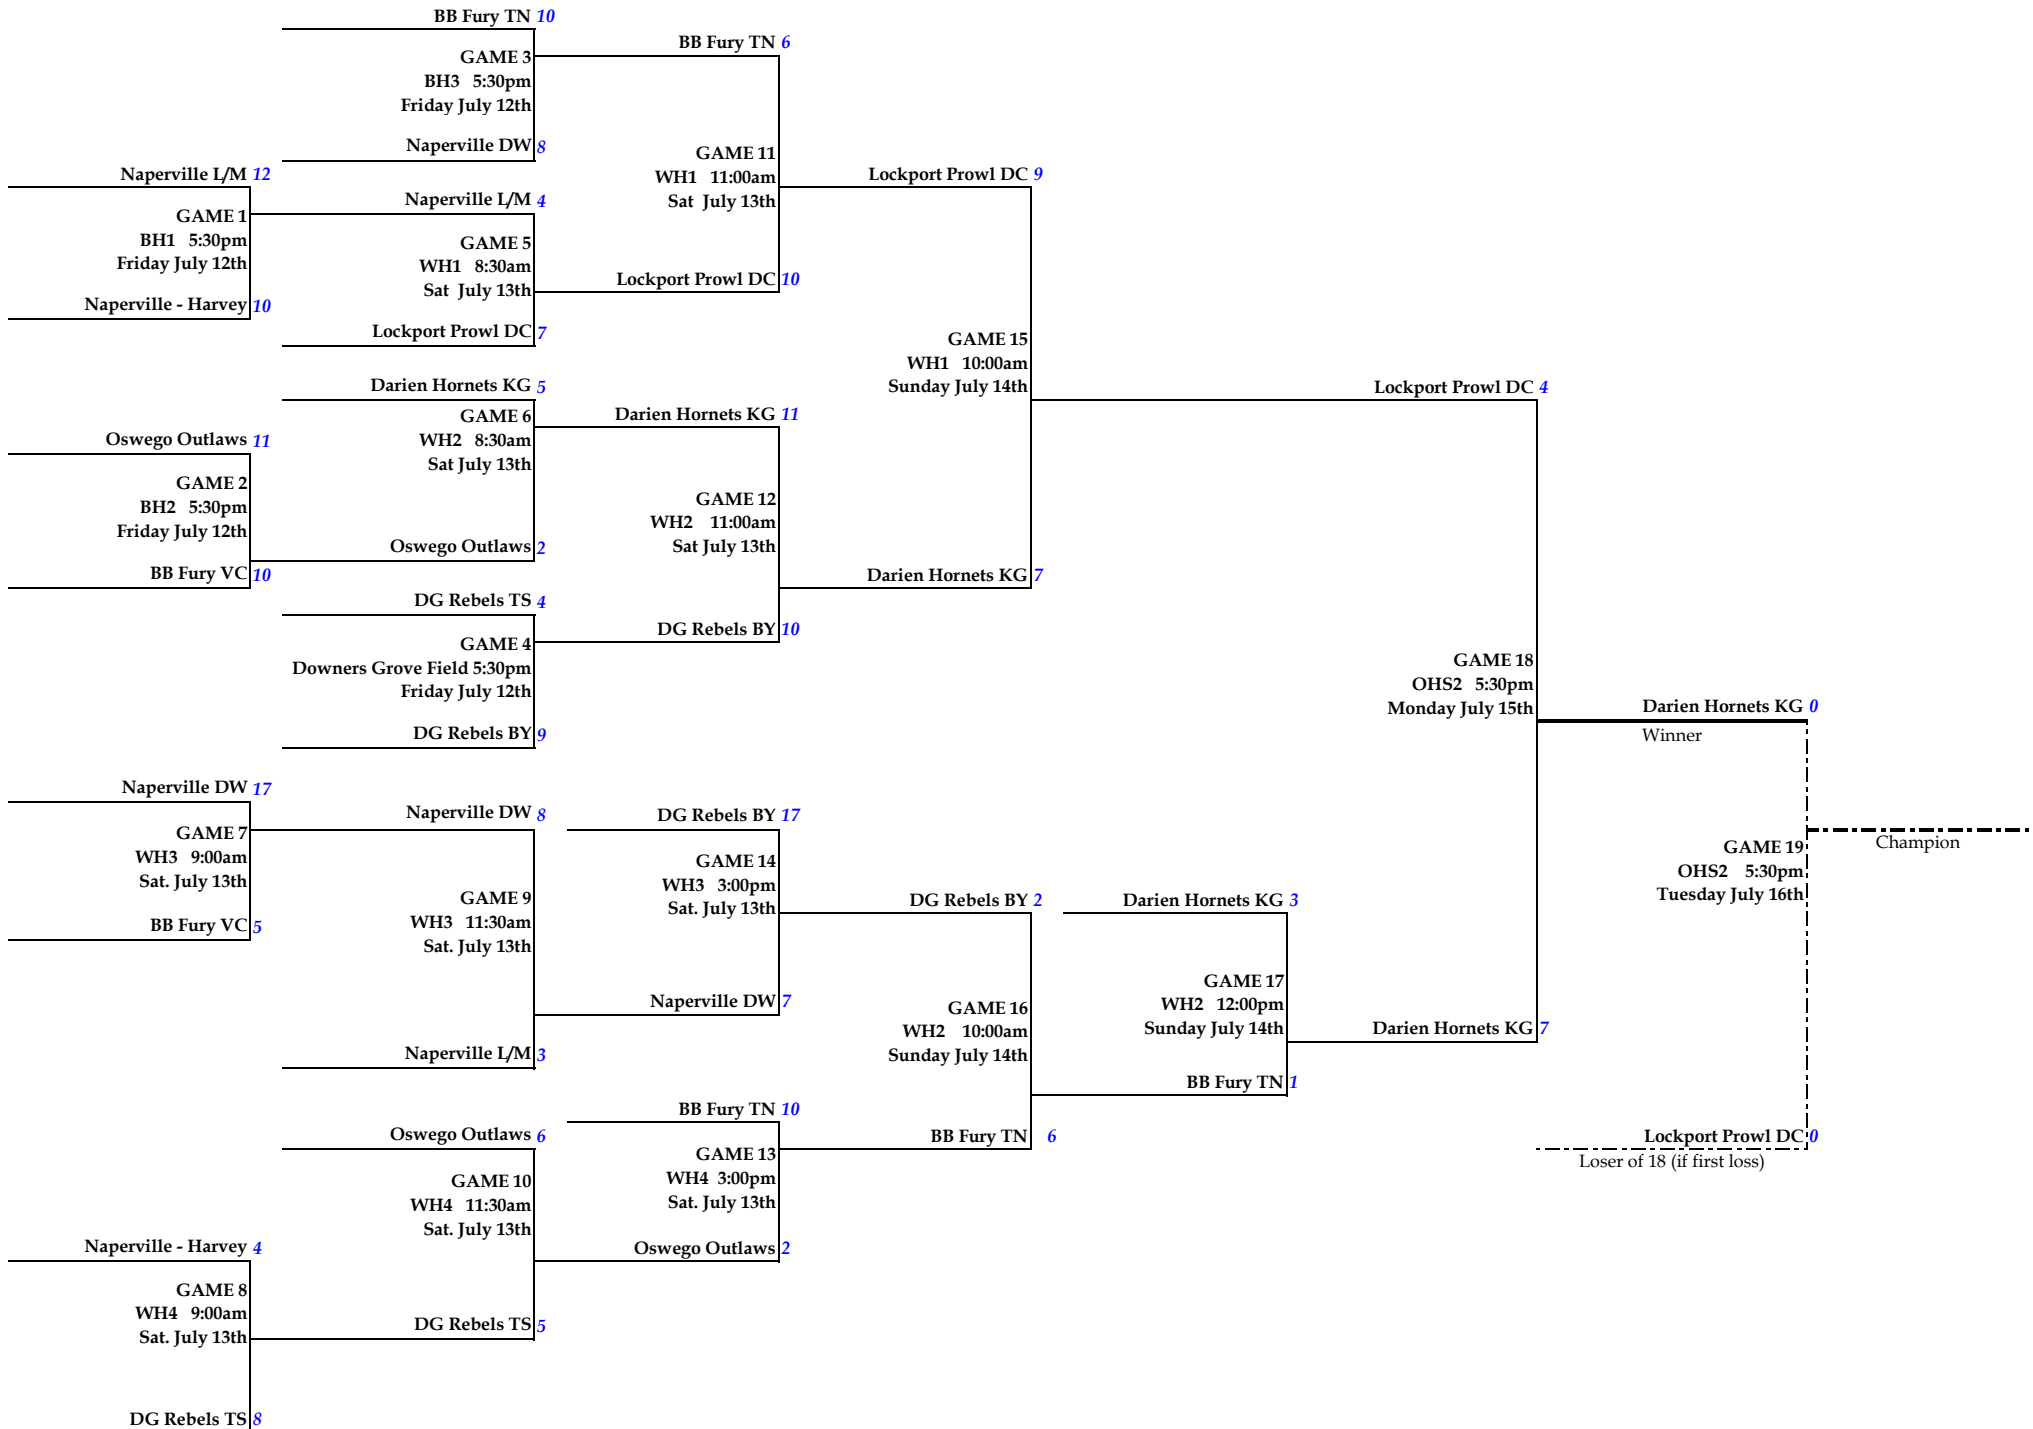 BB Fury TN 10
GAME 3
BH3 5:30pm
Friday July 12th
Naperville DW 8
Naperville L/M 12
GAME 1
BH1 5:30pm
Friday July 12th
Naperville - Harvey 10
Naperville L/M 4
GAME 5
WH1 8:30am
Sat July 13th
Lockport Prowl DC 7
BB Fury TN 6
GAME 11
WH1 11:00am
Sat July 13th
Lockport Prowl DC 10
Darien Hornets KG 5
GAME 6
WH2 8:30am
Sat July 13th
Oswego Outlaws 2
Oswego Outlaws 11
GAME 2
BH2 5:30pm
Friday July 12th
BB Fury VC 10
DG Rebels TS 4
GAME 4
Downers Grove Field 5:30pm
Friday July 12th
DG Rebels BY 9
Darien Hornets KG 11
GAME 12
WH2 11:00am
Sat July 13th
DG Rebels BY 10
Lockport Prowl DC 9
GAME 15
WH1 10:00am
Sunday July 14th
Darien Hornets KG 7
Lockport Prowl DC 4
GAME 18
OHS2 5:30pm
Monday July 15th
Darien Hornets KG 7
Darien Hornets KG 0
Winner
GAME 19
OHS2 5:30pm
Tuesday July 16th
Champion
Lockport Prowl DC 0
Loser of 18 (if first loss)
Naperville DW 17
GAME 7
WH3 9:00am
Sat. July 13th
BB Fury VC 5
Naperville DW 8
GAME 9
WH3 11:30am
Sat. July 13th
Naperville L/M 3
DG Rebels BY 17
GAME 14
WH3 3:00pm
Sat. July 13th
Naperville DW 7
DG Rebels BY 2
GAME 16
WH2 10:00am
Sunday July 14th
BB Fury TN 6
Darien Hornets KG 3
GAME 17
WH2 12:00pm
Sunday July 14th
BB Fury TN 1
BB Fury TN 10
GAME 13
WH4 3:00pm
Sat. July 13th
Oswego Outlaws 2
Oswego Outlaws 6
GAME 10
WH4 11:30am
Sat. July 13th
DG Rebels TS 5
Naperville - Harvey 4
GAME 8
WH4 9:00am
Sat. July 13th
DG Rebels TS 8